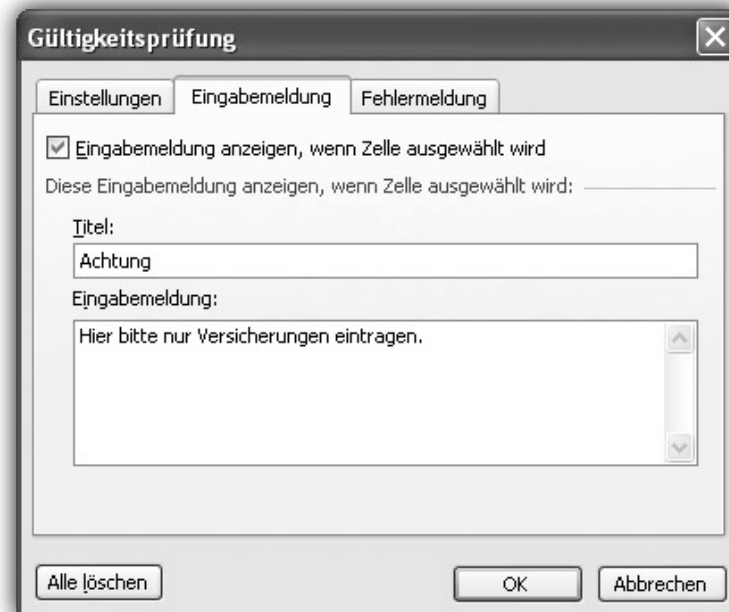 Gültigkeitsprüfung
Einstellungen Eingabemeldung Fehlermeldung
Eingabemeldung anzeigen, wenn Zelle ausgewählt wird
Diese Eingabemeldung anzeigen, wenn Zelle ausgewählt wird:
Titel:
Achtung
Eingabemeldung:
Hier bitte nur Versicherungen eintragen.
Alle löschen OK Abbrechen